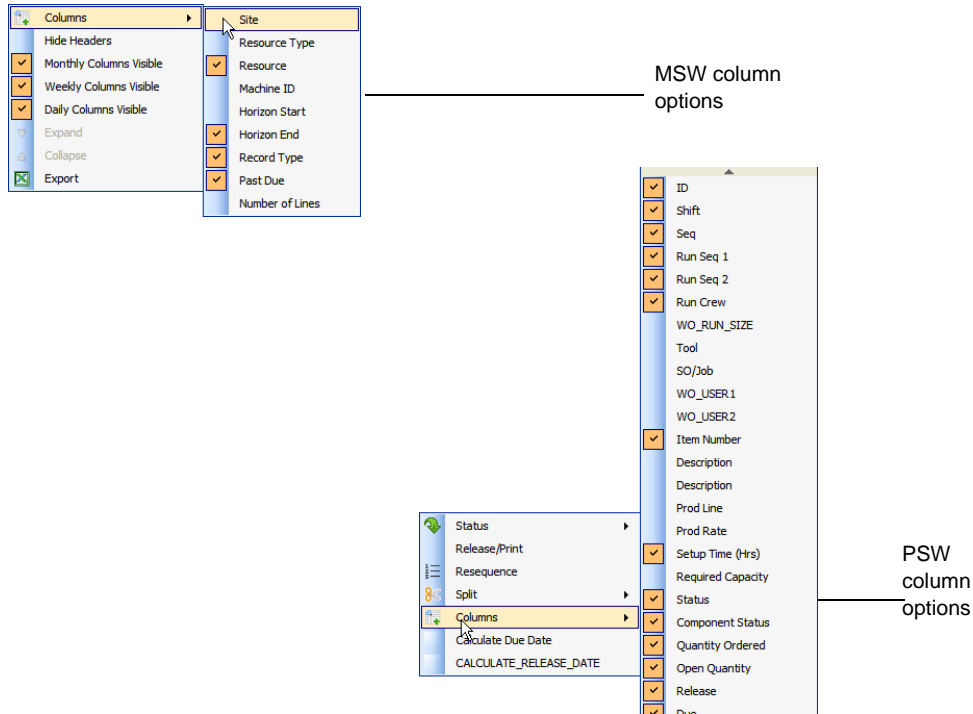 Columns
Hide Headers
Monthly Columns Visible
Weekly Columns Visible
Daily Columns Visible
Expand
Collapse
Export
Site
Resource Type
Resource
Machine ID
Horizon Start
Horizon End
Record Type
Past Due
Number of Lines
MSW column
options
ID
Shift
Seq
Run Seq 1
Run Seq 2
Run Crew
WO_RUN_SIZE
Tool
SO/Job
WO_USER1
WO_USER2
Item Number
Description
Description
Prod Line
Prod Rate
Setup Time (Hrs)
Required Capacity
Status
Component Status
Quantity Ordered
Open Quantity
Release
Due
Status
Release/Print
Resequence
Split
Columns
Calculate Due Date
CALCULATE_RELEASE_DATE
PSW
column
options